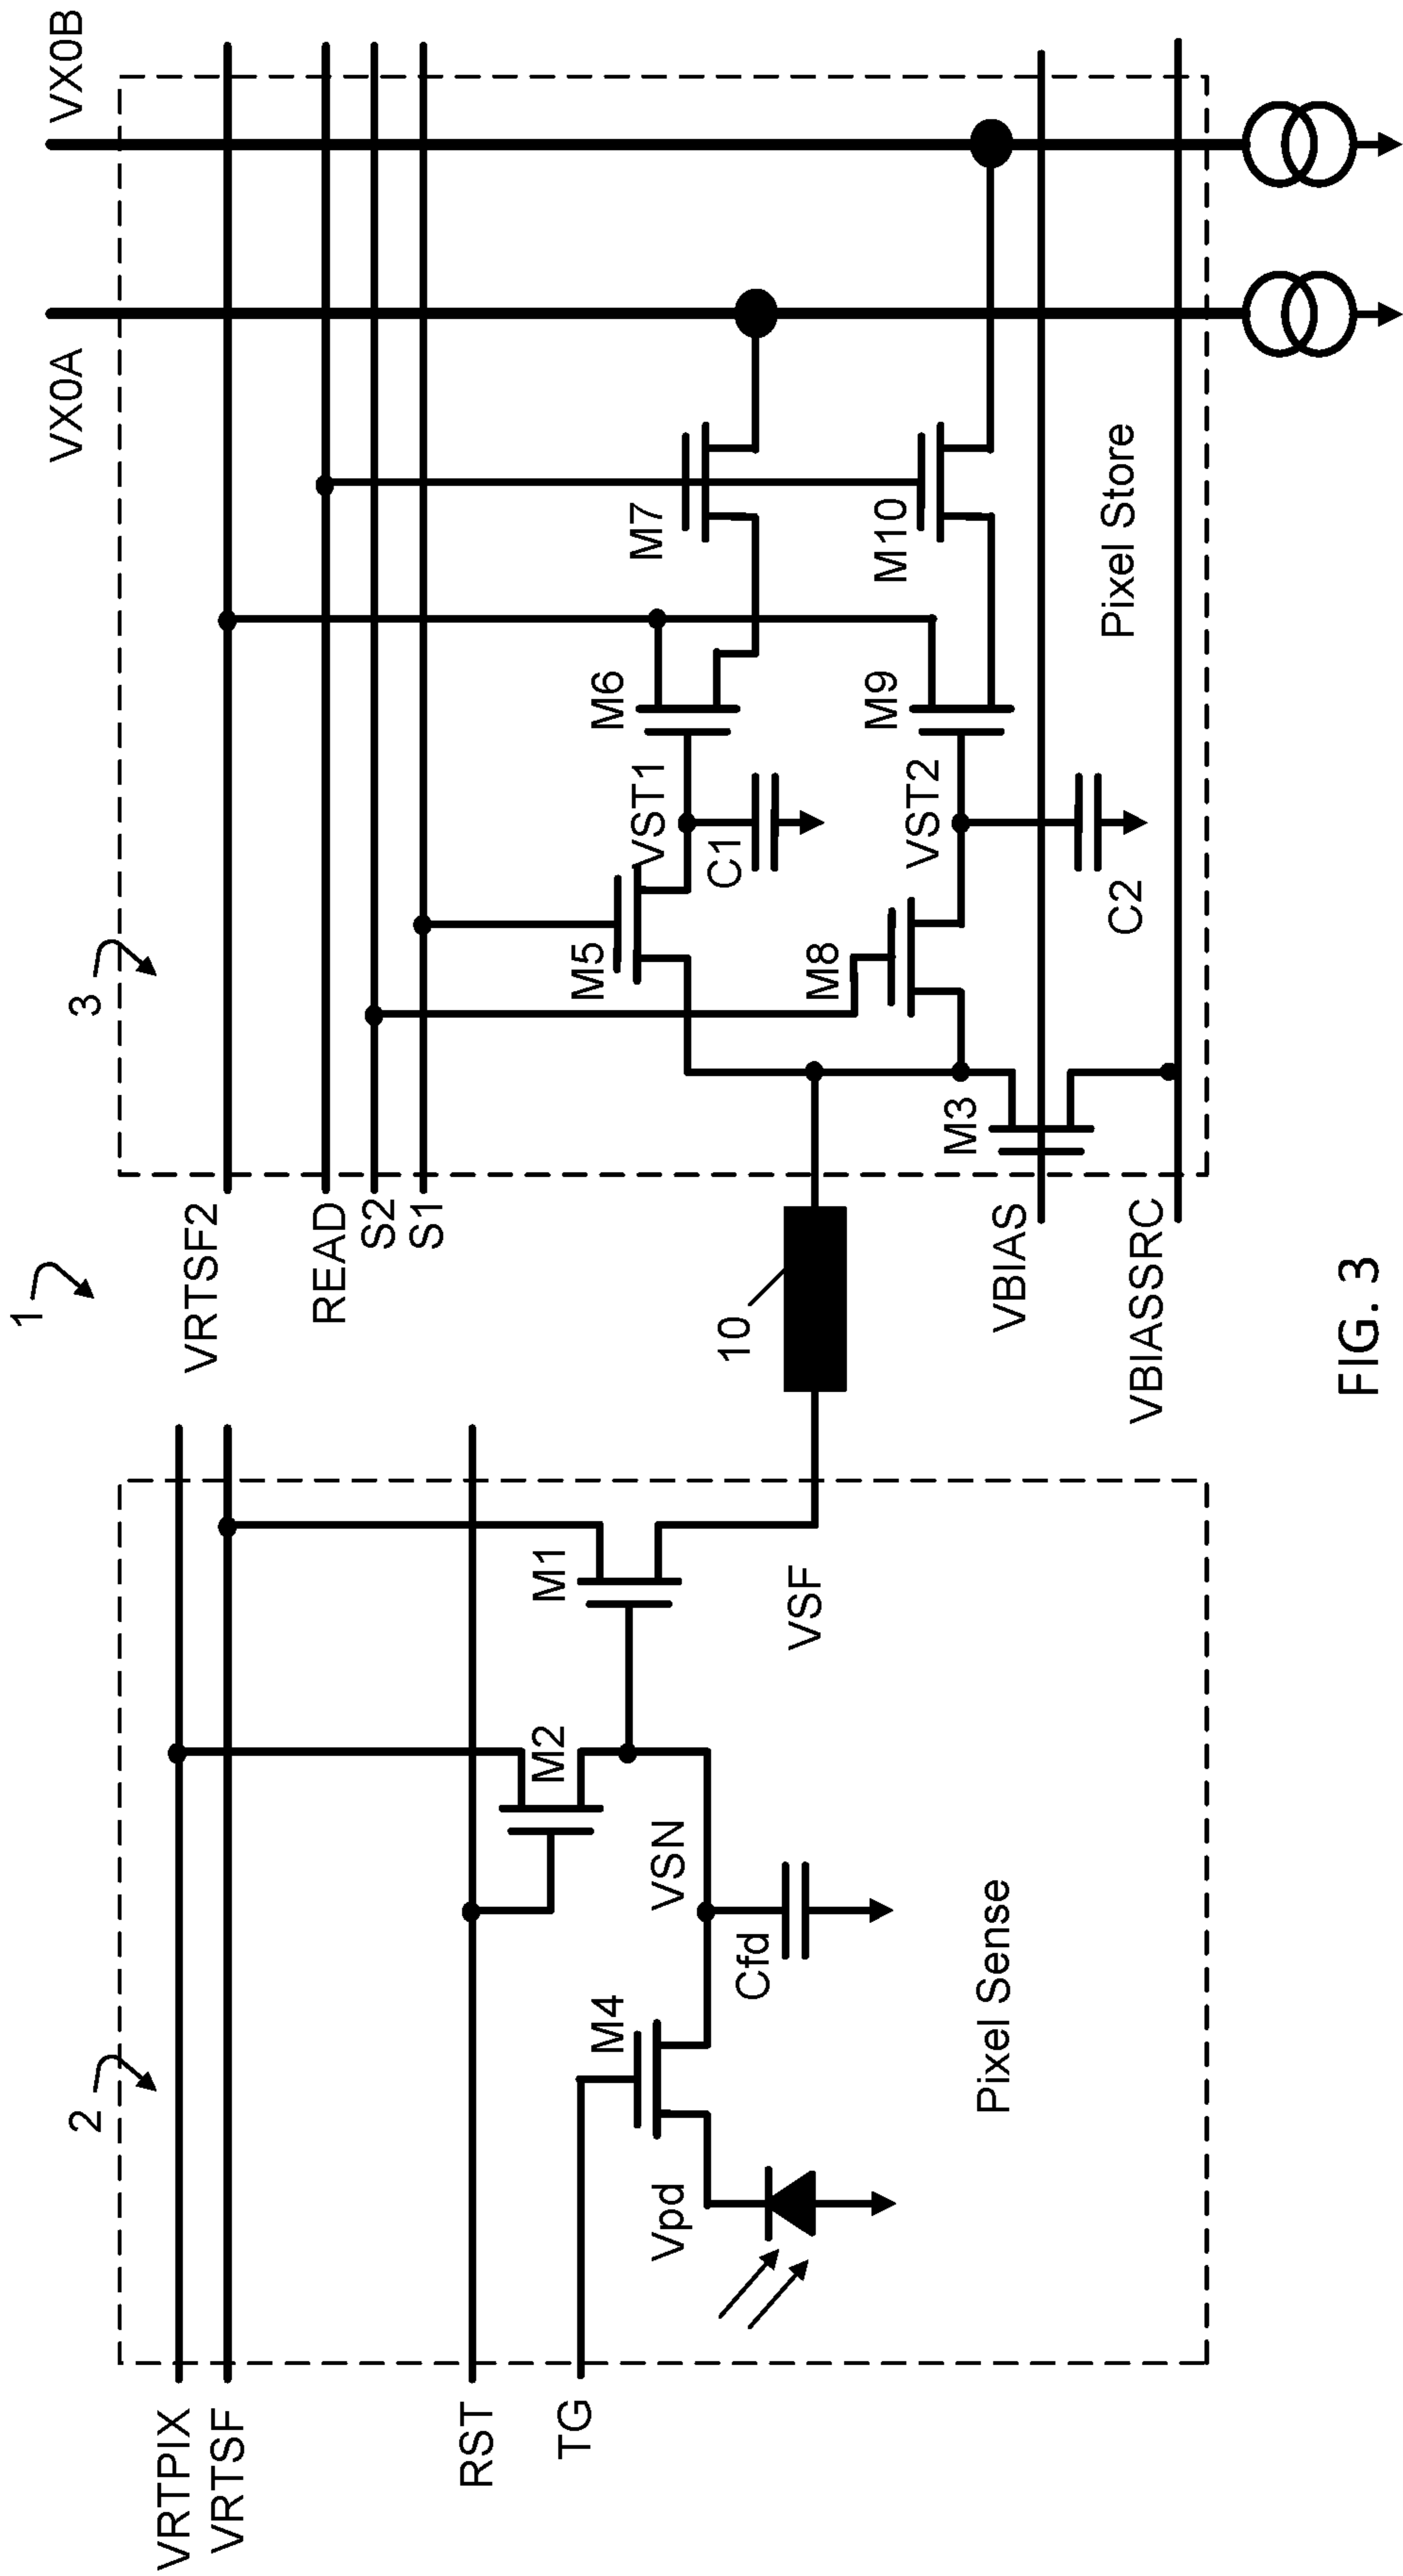 1
2
3
VX0A
VX0B
VRTPIX
VRTSF
VRTSF2
READ
S2
S1
RST
TG
M2
M1
M4
VSN
Vpd
Cfd
VSF
Pixel Sense
10
M5
VST1
M6
M7
C1
M8
VST2
M9
M10
C2
M3
Pixel Store
VBIAS
VBIASSRC
FIG. 3